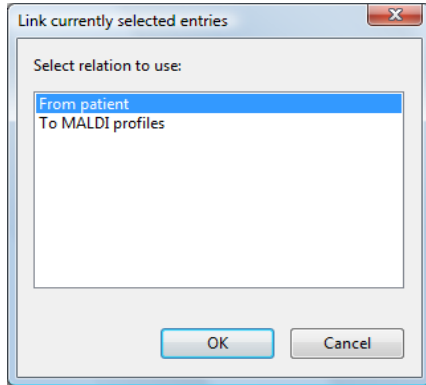 Link currently selected entries
Select relation to use:
From patient
To MALDI profiles
OK
Cancel